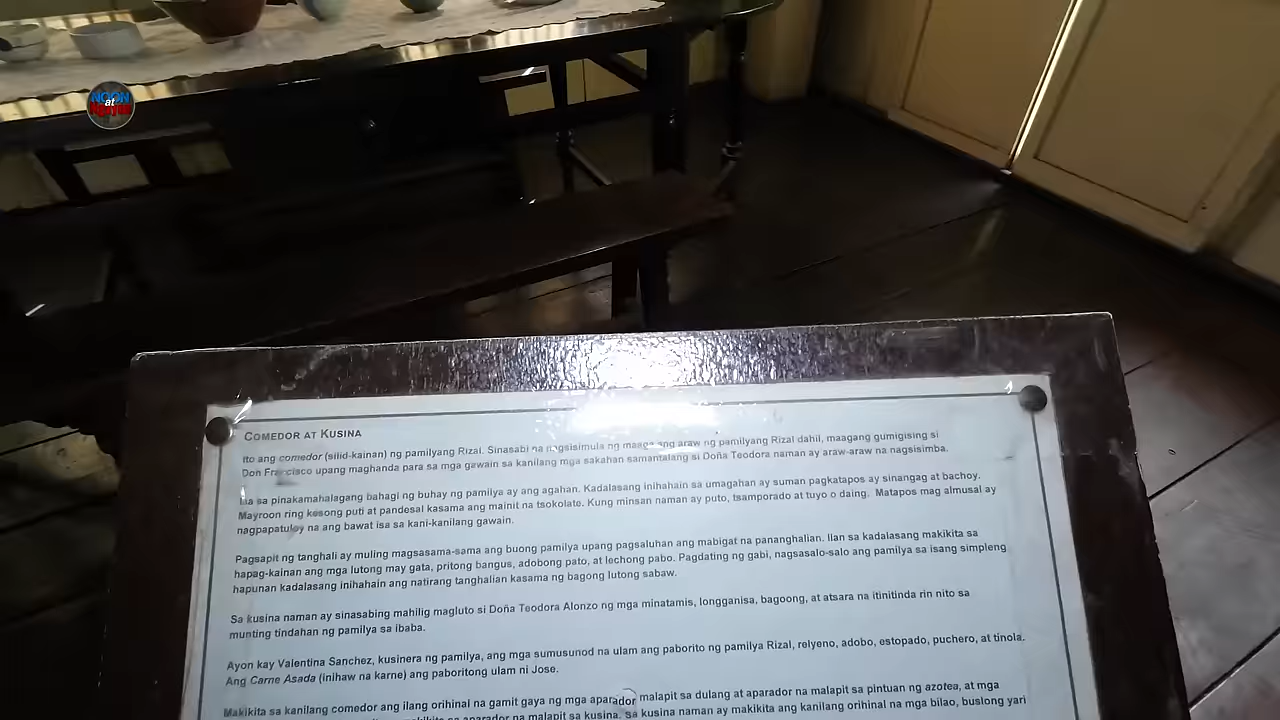 NOON
at
Ngayon
COMEDOR AT KUSINA
Ito ang comedor (silid-kainan) ng pamilyang Rizal. Sinasabi na nagsisimula ng maaga ang araw ng pamilyang Rizal dahil, maagang gumigising si
Don Francisco upang maghanda para sa mga gawain sa kanilang mga sakahan samantalang si Doña Teodora naman ay araw-araw na nagsisimba.
Isa sa pinakamahalagang bahagi ng buhay ng pamilya ay ang agahan. Kadalasang inihahain sa umagahan ay suman pagkatapos ay sinangag at bachoy.
Mayroon ring kesong puti at pandesal kasama ang mainit na tsokolate. Kung minsan naman ay puto, tsamporado at tuyo o daing. Matapos mag almusal ay
nagpapatuloy na ang bawat isa sa kani-kanilang gawain.
Pagsapit ng tanghali ay muling magsasama-sama ang buong pamilya upang pagsaluhan ang mabigat na pananghalian. Ilan sa kadalasang makikita sa
hapag-kainan ang mga lutong may gata, pritong bangus, adobong pato, at lechong pabo. Pagdating ng gabi, nagsasalo-salo ang pamilya sa isang simpleng
hapunan kadalasang inihahain ang natirang tanghalian kasama ng bagong lutong sabaw.
Sa kusina naman ay sinasabing mahilig magluto si Doña Teodora Alonzo ng mga minatamis, longganisa, bagoong, at atsara na itinitinda rin nito sa
munting tindahan ng pamilya sa ibaba.
Ayon kay Valentina Sanchez, kusinera ng pamilya, ang mga sumusunod na ulam ang paborito ng pamilya Rizal, relyeno, adobo, estopado, puchero, at tinola.
Ang Carne Asada (inihaw na karne) ang paboritong ulam ni Jose.
Makikita sa kanilang comedor ang ilang orihinal na gamit gaya ng mga aparador malapit sa dulang at aparador na malapit sa pintuan ng azotea, at mga
makikita sa aparador na malapit sa kusina. Sa kusina naman ay makikita ang kanilang orihinal na mga bilao, buslong yari